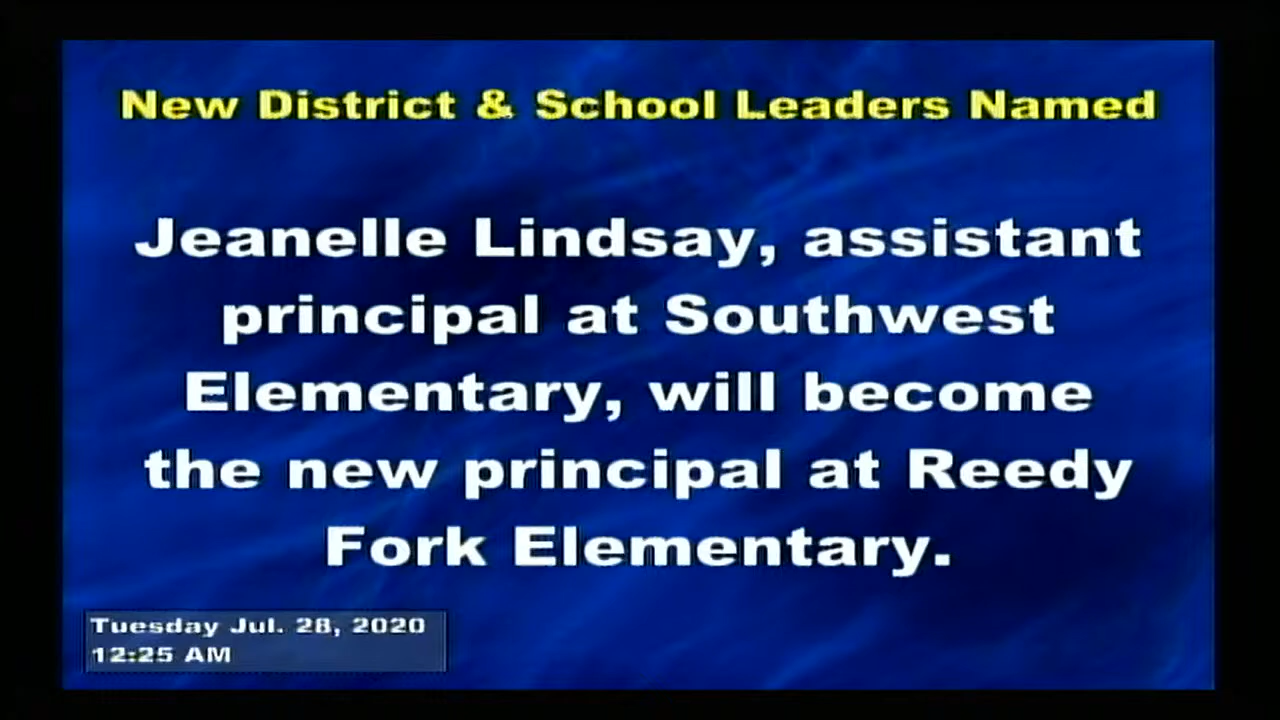 New District & School Leaders Named
Jeanelle Lindsay, assistant
principal at Southwest
Elementary, will become
the new principal at Reedy
Fork Elementary.
Tuesday Jul. 28, 2020
12:25 AM